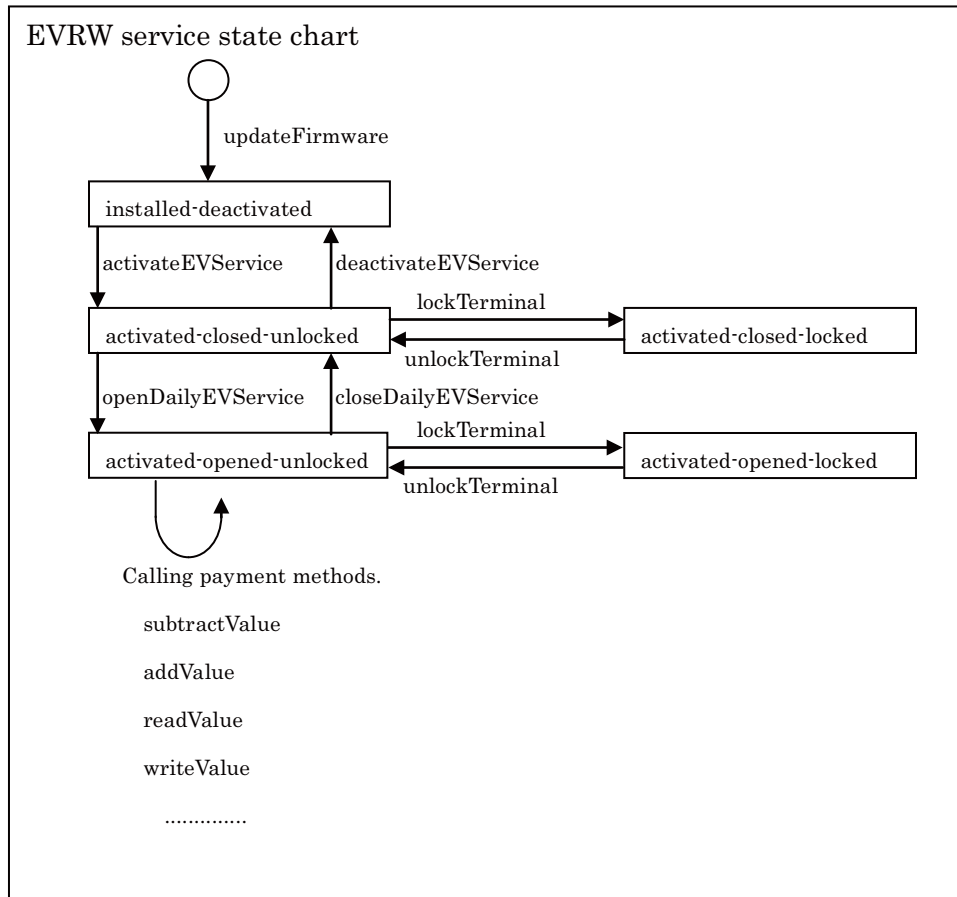 EVRW service state chart
updateFirmware
installed-deactivated
activateEVService
deactivateEVService
lockTerminal
activated-closed-unlocked
activated-closed-locked
unlockTerminal
openDailyEVService
closeDailyEVService
lockTerminal
activated-opened-unlocked
activated-opened-locked
unlockTerminal
Calling payment methods.
subtractValue
addValue
readValue
writeValue
..............